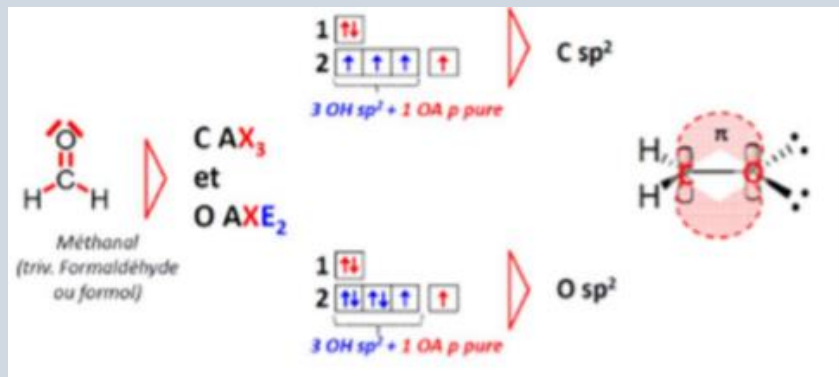 1 ↑↓
2 ↑ ↑ ↑ ↑
3 OH sp² + 1 OA p pure
C sp²
O
C
H H
Méthanal
(triv. Formaldéhyde
ou formol)
C AX₃
et
O AXE₂
1 ↑↓
2 ↑↓ ↑↓ ↑ ↑
3 OH sp² + 1 OA p pure
O sp²
π
H
H